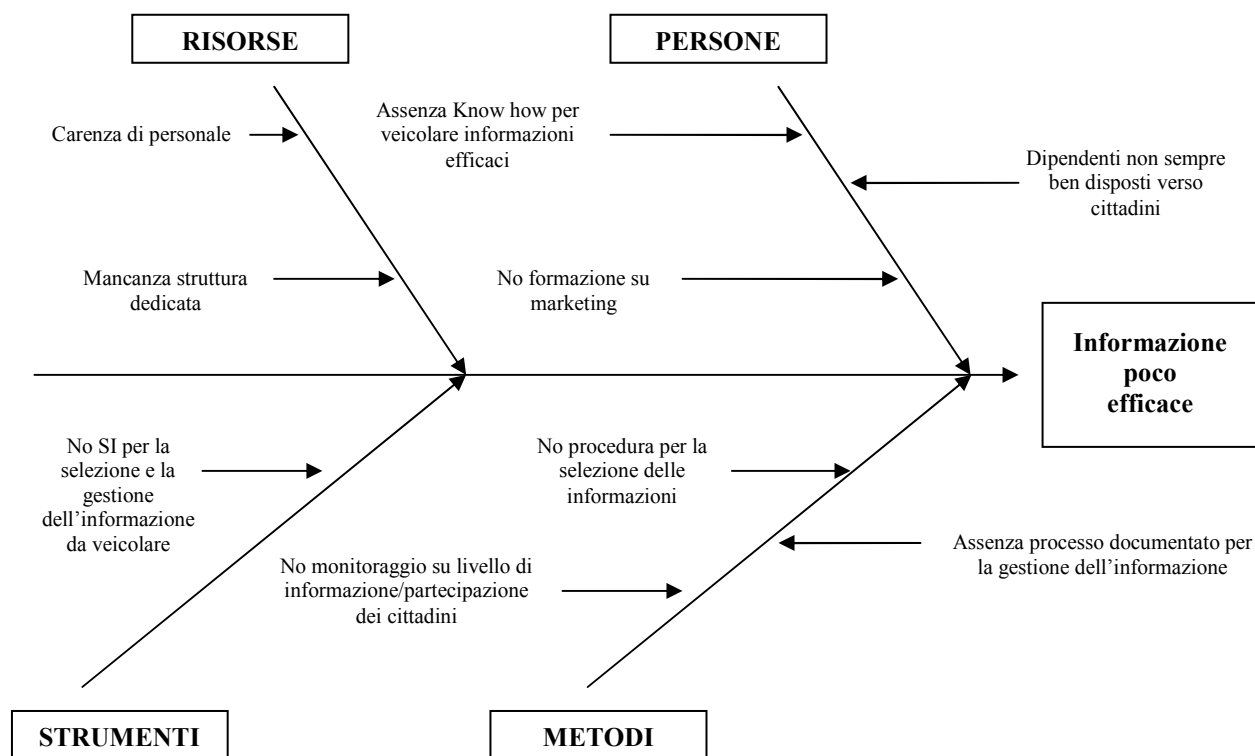 RISORSE
PERSONE
Carenza di personale
Assenza Know how per
veicolare informazioni
efficaci
Dipendenti non sempre
ben disposti verso
cittadini
Mancanza struttura
dedicata
No formazione su
marketing
Informazione
poco
efficace
No SI per la
selezione e la
gestione
dell’informazione
da veicolare
No procedura per la
selezione delle
informazioni
Assenza processo documentato per
la gestione dell’informazione
No monitoraggio su livello di
informazione/partecipazione
dei cittadini
STRUMENTI
METODI